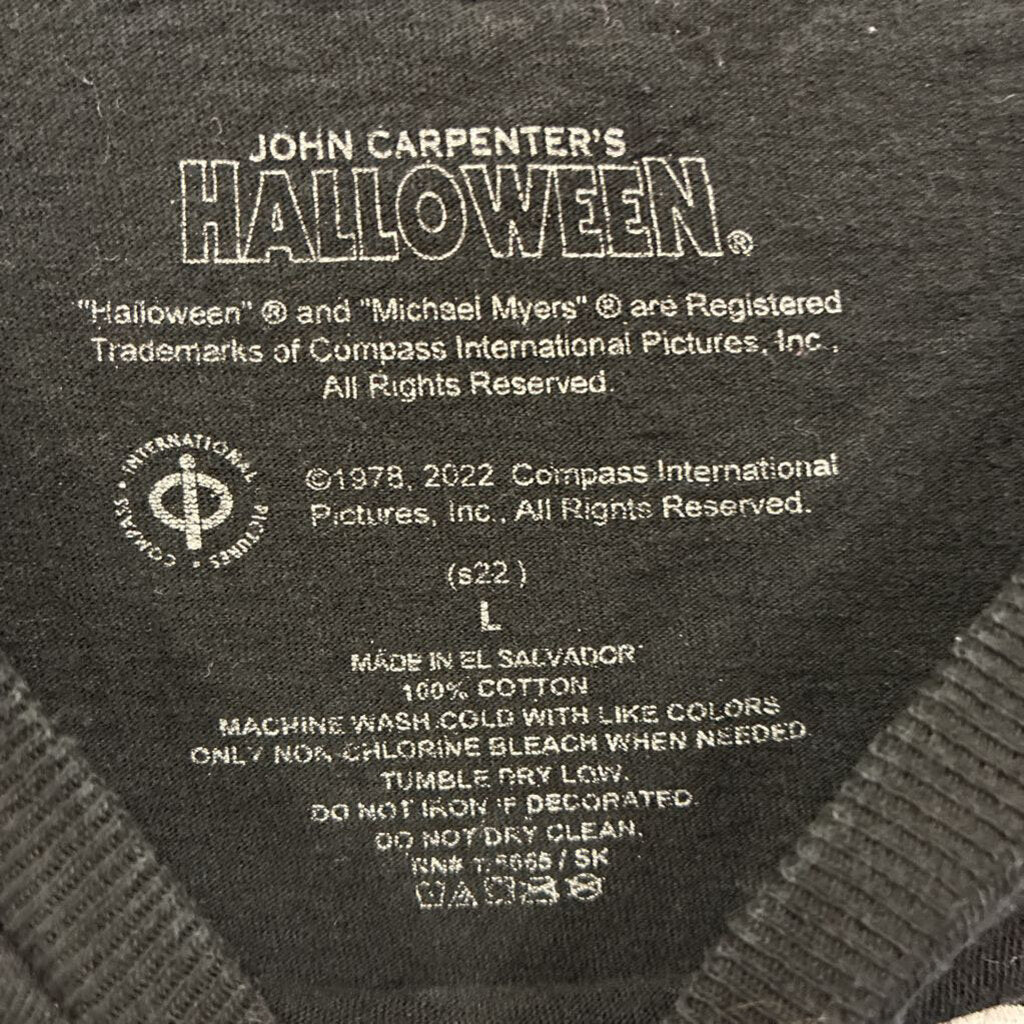 JOHN CARPENTER'S
HALLOWEEN®
"Halloween" ® and "Michael Myers" ® are Registered
Trademarks of Compass International Pictures, Inc.,
All Rights Reserved.
INTERNATIONAL PICTURES • COMPASS •
©1978, 2022 Compass International
Pictures, Inc., All Rights Reserved.
(s22 )
L
MADE IN EL SALVADOR
100% COTTON
MACHINE WASH COLD WITH LIKE COLORS
ONLY NON-CHLORINE BLEACH WHEN NEEDED
TUMBLE DRY LOW.
DO NOT IRON IF DECORATED.
DO NOT DRY CLEAN.
RN# / SK